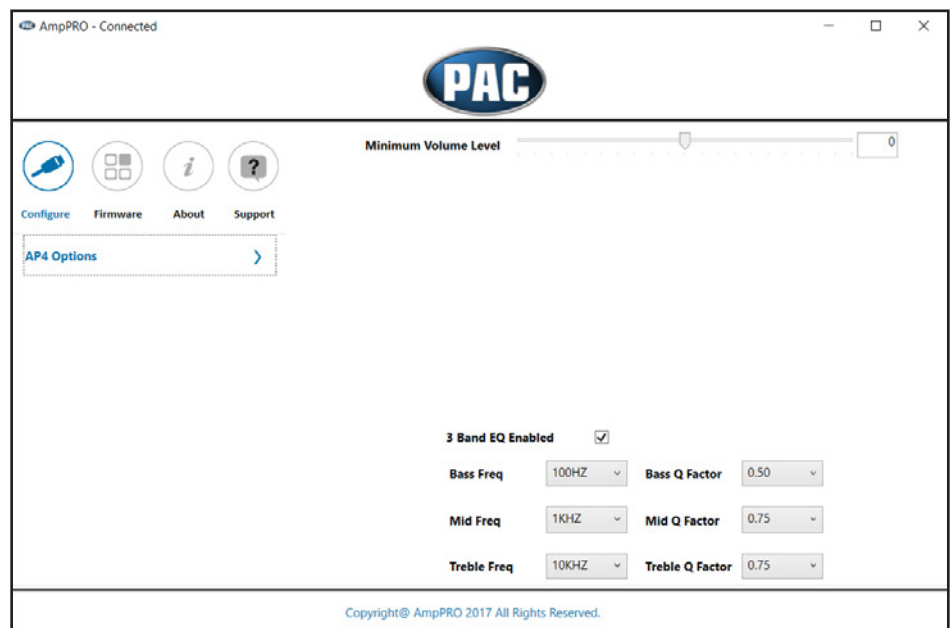 AmpPRO - Connected
PAC
Minimum Volume Level 0
Configure Firmware About Support
AP4 Options
3 Band EQ Enabled
Bass Freq 100HZ Bass Q Factor 0.50
Mid Freq 1KHZ Mid Q Factor 0.75
Treble Freq 10KHZ Treble Q Factor 0.75
Copyright@ AmpPRO 2017 All Rights Reserved.